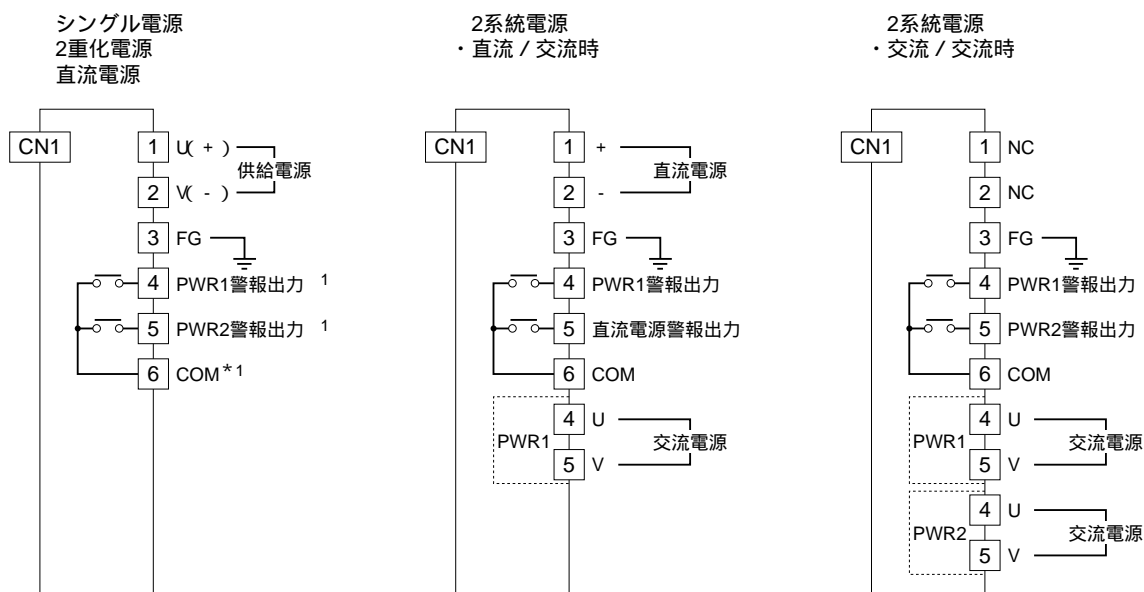 シングル電源
2重化電源
直流電源
CN1
1 U( + )
供給電源
2 V( - )
3 FG
4 PWR1警報出力 1
5 PWR2警報出力 1
6 COM*1
2系統電源
・直流 / 交流時
CN1
1 +
直流電源
2 -
3 FG
4 PWR1警報出力
5 直流電源警報出力
6 COM
PWR1
4 U
交流電源
5 V
2系統電源
・交流 / 交流時
CN1
1 NC
2 NC
3 FG
4 PWR1警報出力
5 PWR2警報出力
6 COM
PWR1
4 U
交流電源
5 V
PWR2
4 U
交流電源
5 V